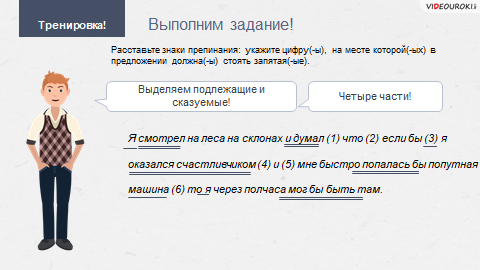 Тренировка!
Выполним задание!
VIDEOUROKI
Расставьте знаки препинания: укажите цифру(-ы), на месте которой(-ых) в
предложении должна(-ы) стоять запятая(-ые).
Выделяем подлежащие и
сказуемые!
Четыре части!
Я смотрел на леса на склонах и думал (1) что (2) если бы (3) я
оказался счастливчиком (4) и (5) мне быстро попалась бы попутная
машина (6) то я через полчаса мог бы быть там.